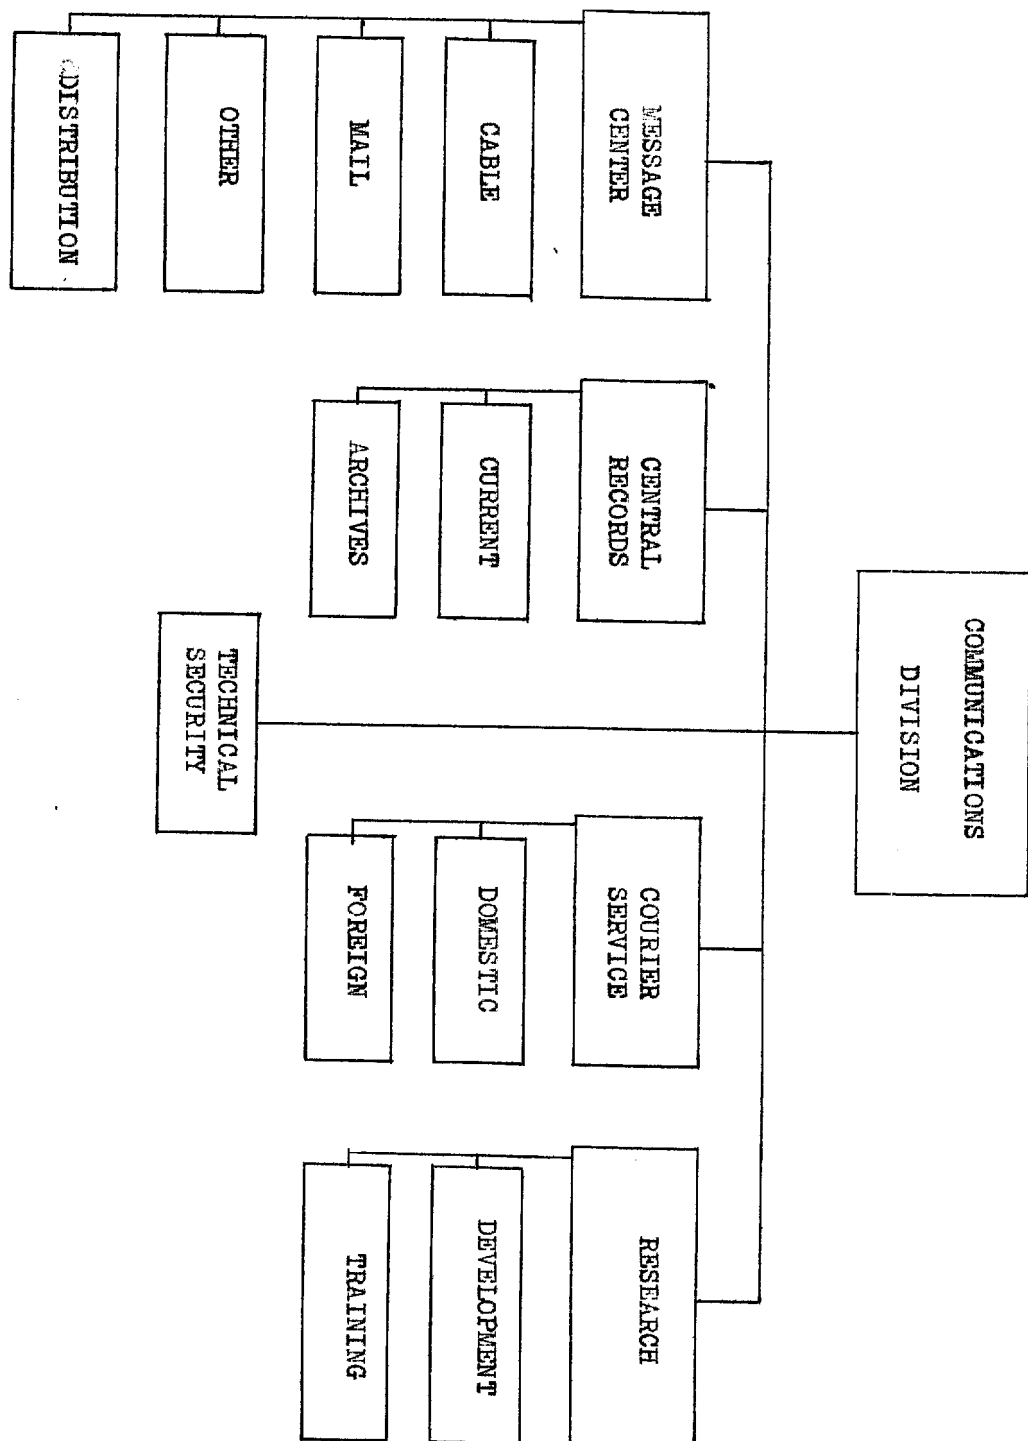 COMMUNICATIONS
DIVISION
MESSAGE
CENTER
CABLE
MAIL
OTHER
DISTRIBUTION
CENTRAL
RECORDS
CURRENT
ARCHIVES
TECHNICAL
SECURITY
COURIER
SERVICE
DOMESTIC
FOREIGN
RESEARCH
DEVELOPMENT
TRAINING